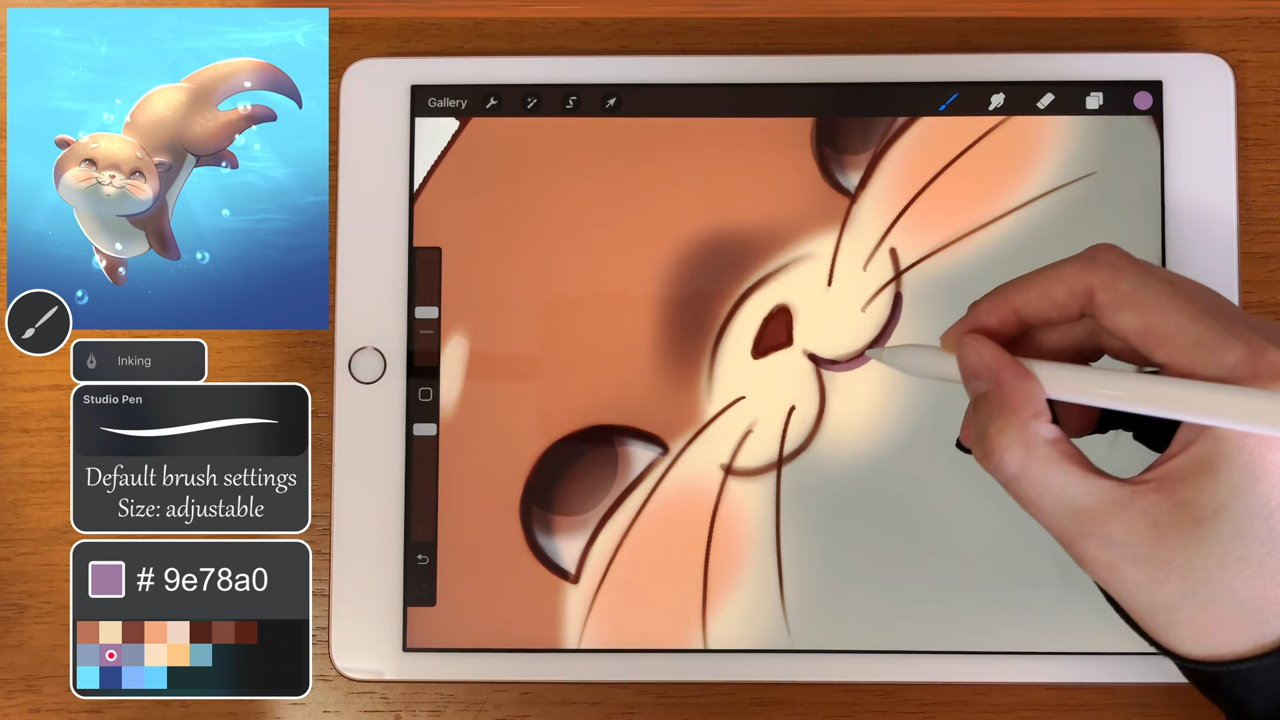 Gallery
Inking
Studio Pen
Default brush settings
Size: adjustable
# 9e78a0